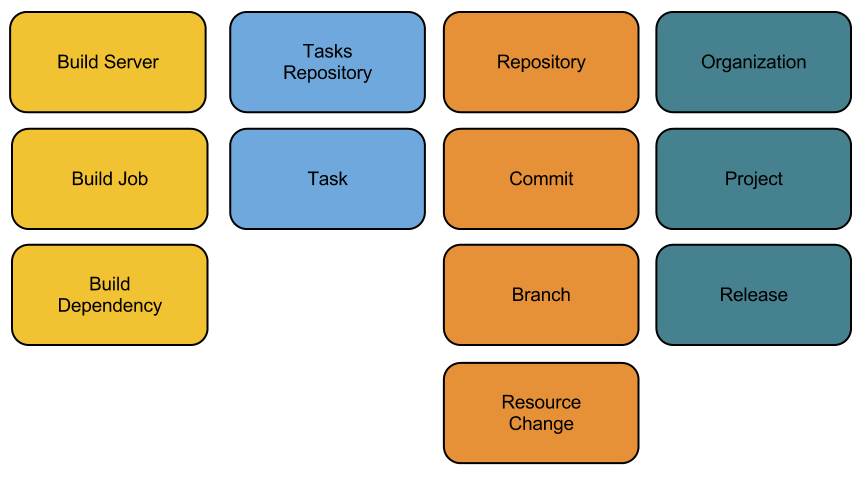 Build Server
Tasks
Repository
Repository
Organization
Build Job
Task
Commit
Project
Build
Dependency
Branch
Release
Resource
Change